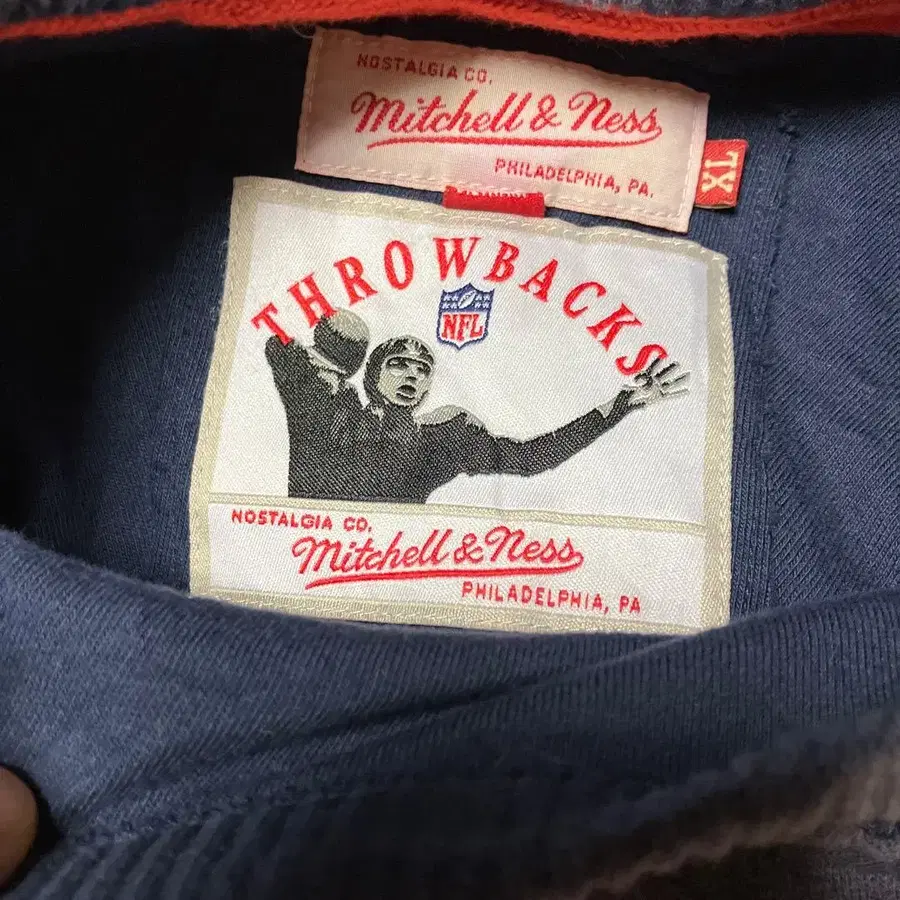 NOSTALGIA CO.
Mitchell & Ness
PHILADELPHIA, PA.
XL
THROWBACKS
NFL
NOSTALGIA CO.
Mitchell & Ness
PHILADELPHIA, PA